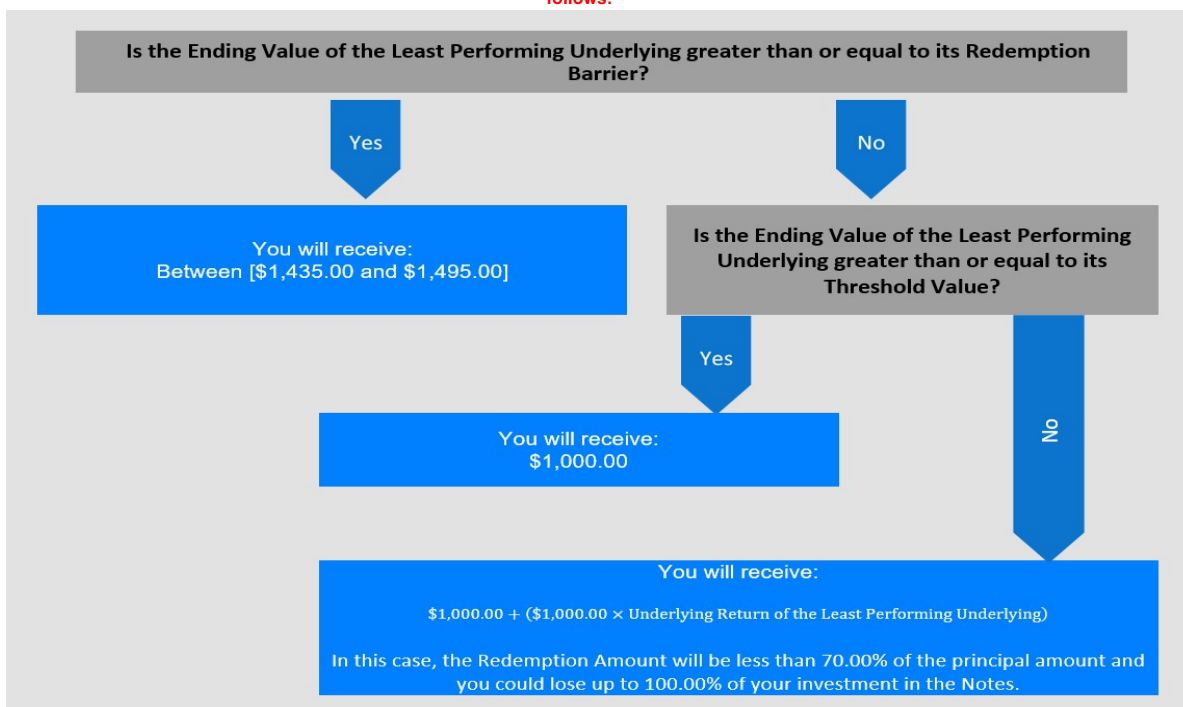 follows:
Is the Ending Value of the Least Performing Underlying greater than or equal to its Redemption
Barrier?
Yes
No
You will receive:
Between [$1,435.00 and $1,495.00]
Is the Ending Value of the Least Performing
Underlying greater than or equal to its
Threshold Value?
Yes
No
You will receive:
$1,000.00
You will receive:
$1,000.00 + ($1,000.00 × Underlying Return of the Least Performing Underlying)
In this case, the Redemption Amount will be less than 70.00% of the principal amount and
you could lose up to 100.00% of your investment in the Notes.